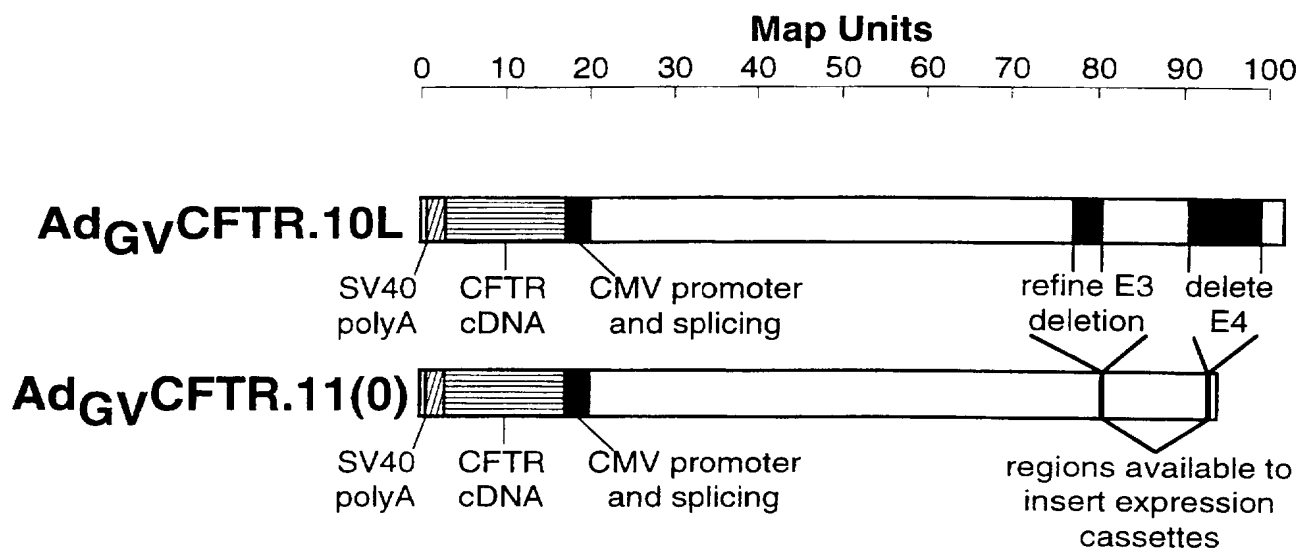 Map Units
0 10 20 30 40 50 60 70 80 90 100
AdGVCFTR.10L
SV40 CFTR CMV promoter refine E3 delete
polyA cDNA and splicing deletion E4
AdGVCFTR.11(0)
SV40 CFTR CMV promoter regions available to
polyA cDNA and splicing insert expression
cassettes